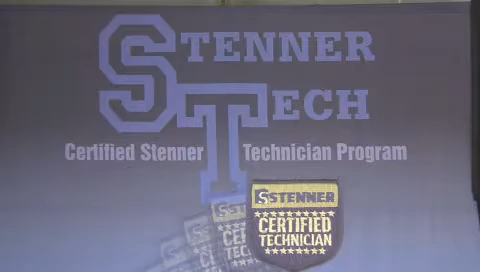 STENNER
TECH
Certified Stenner Technician Program
STENNER
CERTIFIED
TECHNICIAN